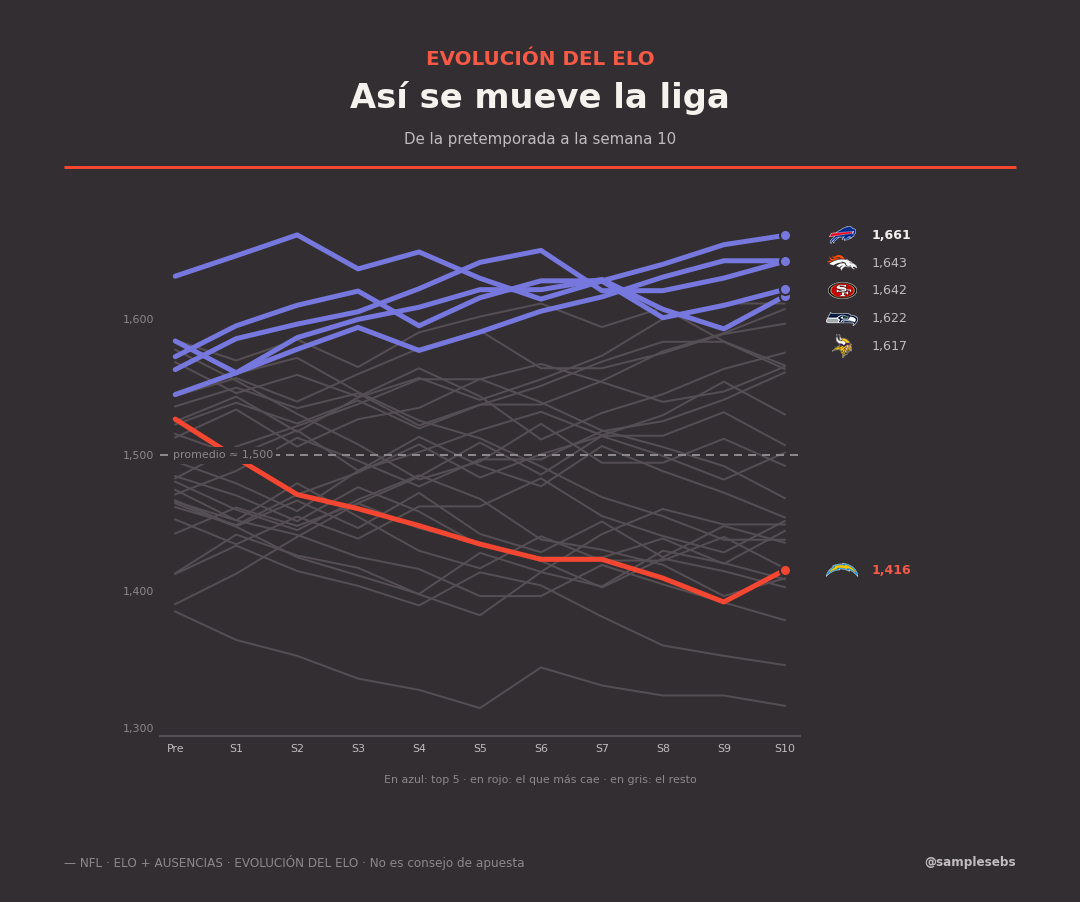 EVOLUCIÓN DEL ELO
Así se mueve la liga
De la pretemporada a la semana 10
1,661
1,643
1,642
1,622
1,617
1,600
1,500
promedio ≈ 1,500
1,416
1,400
1,300
Pre S1 S2 S3 S4 S5 S6 S7 S8 S9 S10
En azul: top 5 · en rojo: el que más cae · en gris: el resto
— NFL · ELO + AUSENCIAS · EVOLUCIÓN DEL ELO · No es consejo de apuesta
@samplesebs